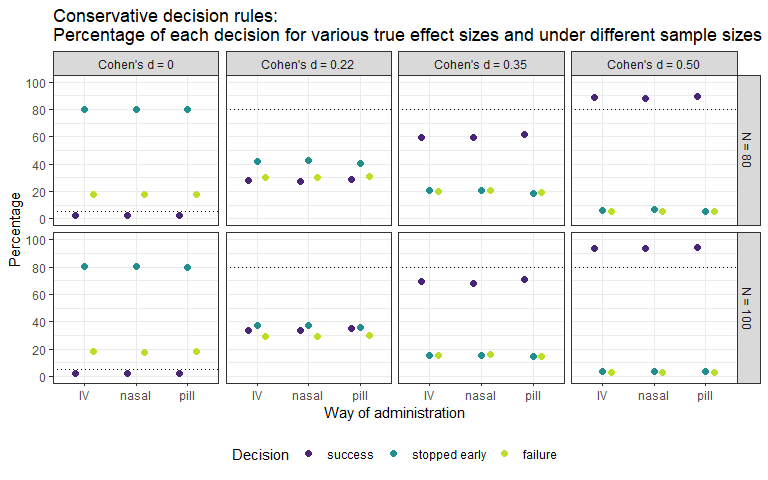 Conservative decision rules:
Percentage of each decision for various true effect sizes and under different sample sizes
Cohen's d = 0
Cohen's d = 0.22
Cohen's d = 0.35
Cohen's d = 0.50
100
80
60
40
20
0
N = 80
Percentage
100
80
60
40
20
0
N = 100
IV nasal pill
IV nasal pill
IV nasal pill
IV nasal pill
Way of administration
Decision success stopped early failure